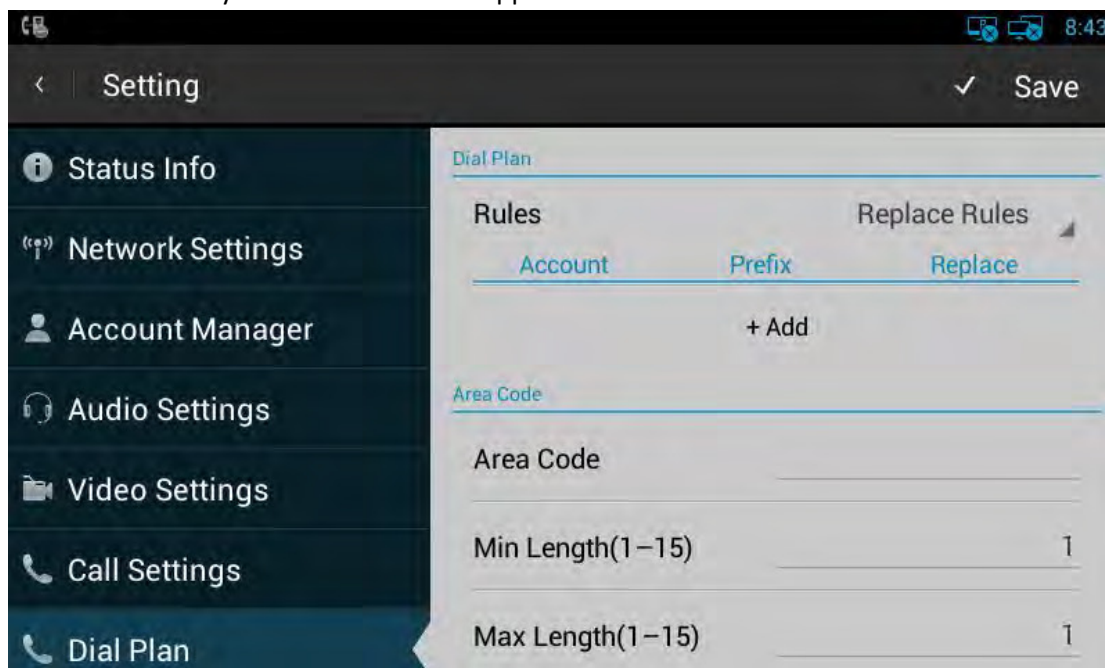 8:43
Setting
Save
Status Info
Network Settings
Account Manager
Audio Settings
Video Settings
Call Settings
Dial Plan
Dial Plan
Rules Replace Rules
Account Prefix Replace
+ Add
Area Code
Area Code
Min Length(1–15) 1
Max Length(1–15) 1